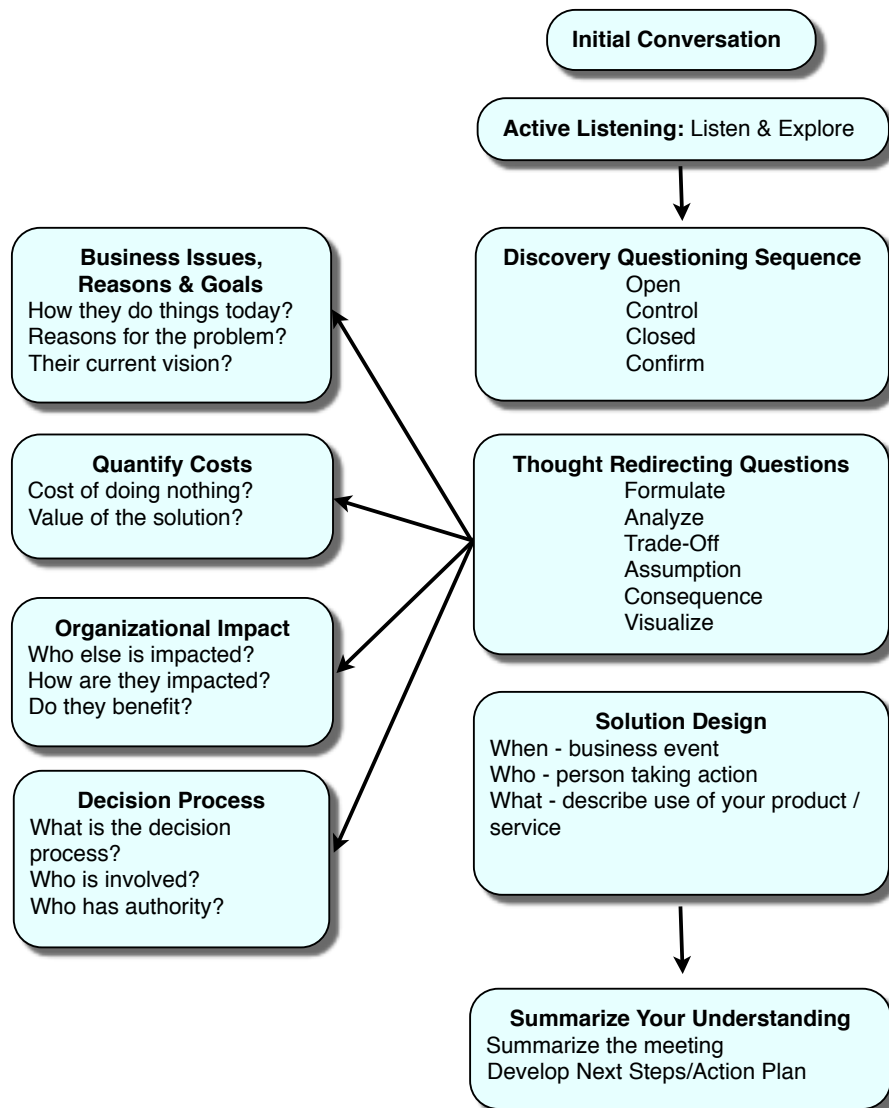 Initial Conversation
Active Listening: Listen & Explore
Discovery Questioning Sequence
Open
Control
Closed
Confirm
Thought Redirecting Questions
Formulate
Analyze
Trade-Off
Assumption
Consequence
Visualize
Business Issues,
Reasons & Goals
How they do things today?
Reasons for the problem?
Their current vision?
Quantify Costs
Cost of doing nothing?
Value of the solution?
Organizational Impact
Who else is impacted?
How are they impacted?
Do they benefit?
Decision Process
What is the decision
process?
Who is involved?
Who has authority?
Solution Design
When - business event
Who - person taking action
What - describe use of your product /
service
Summarize Your Understanding
Summarize the meeting
Develop Next Steps/Action Plan